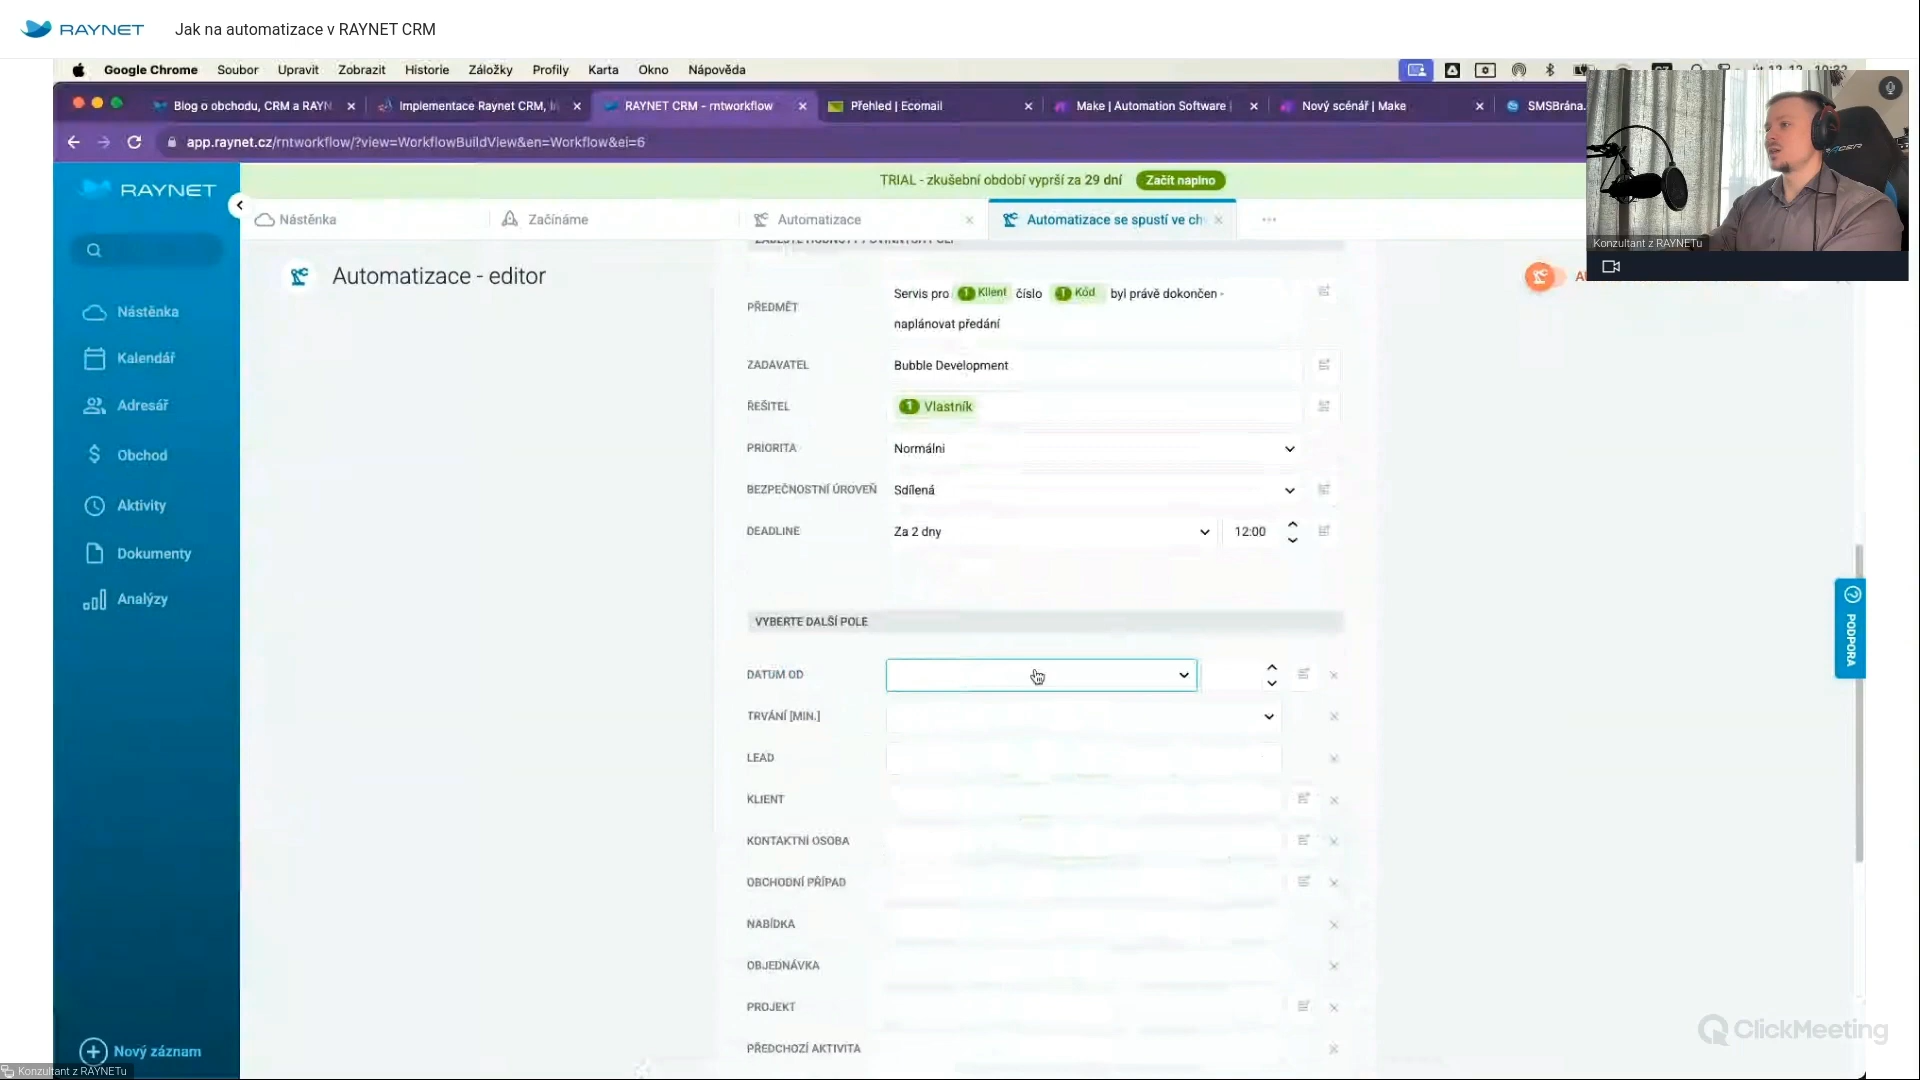 RAYNET
Jak na automatizace v RAYNET CRM
Google Chrome Soubor Upravit Zobrazit Historie Záložky Profily Karta Okno Nápověda
Blog o obchodu, CRM a RAYN
Implementace Raynet CRM, I
RAYNET CRM - rntworkflow
Přehled | Ecomail
Make | Automation Software
Nový scénář | Make
SMSBrána.
app.raynet.cz/rntworkflow/?view=WorkflowBuildView&en=Workflow&ei=6
Konzultant z RAYNETu
RAYNET
TRIAL - zkušební období vyprší za 29 dní
Začít naplno
Nástěnka
Začínáme
Automatizace
Automatizace se spustí ve ch
Automatizace - editor
Nástěnka
Kalendář
Adresář
Obchod
Aktivity
Dokumenty
Analýzy
Nový záznam
PŘEDMĚT
Servis pro 1 Klient číslo 1 Kód byl právě dokončen -
naplánovat předání
ZADAVATEL
Bubble Development
ŘEŠITEL
1 Vlastník
PRIORITA
Normální
BEZPEČNOSTNÍ ÚROVEŇ
Sdílená
DEADLINE
Za 2 dny
12:00
VYBERTE DALŠÍ POLE
DATUM OD
TRVÁNÍ [MIN.]
LEAD
KLIENT
KONTAKTNÍ OSOBA
OBCHODNÍ PŘÍPAD
NABÍDKA
OBJEDNÁVKA
PROJEKT
PŘEDCHOZÍ AKTIVITA
PODPORA
ClickMeeting
Konzultant z RAYNETu